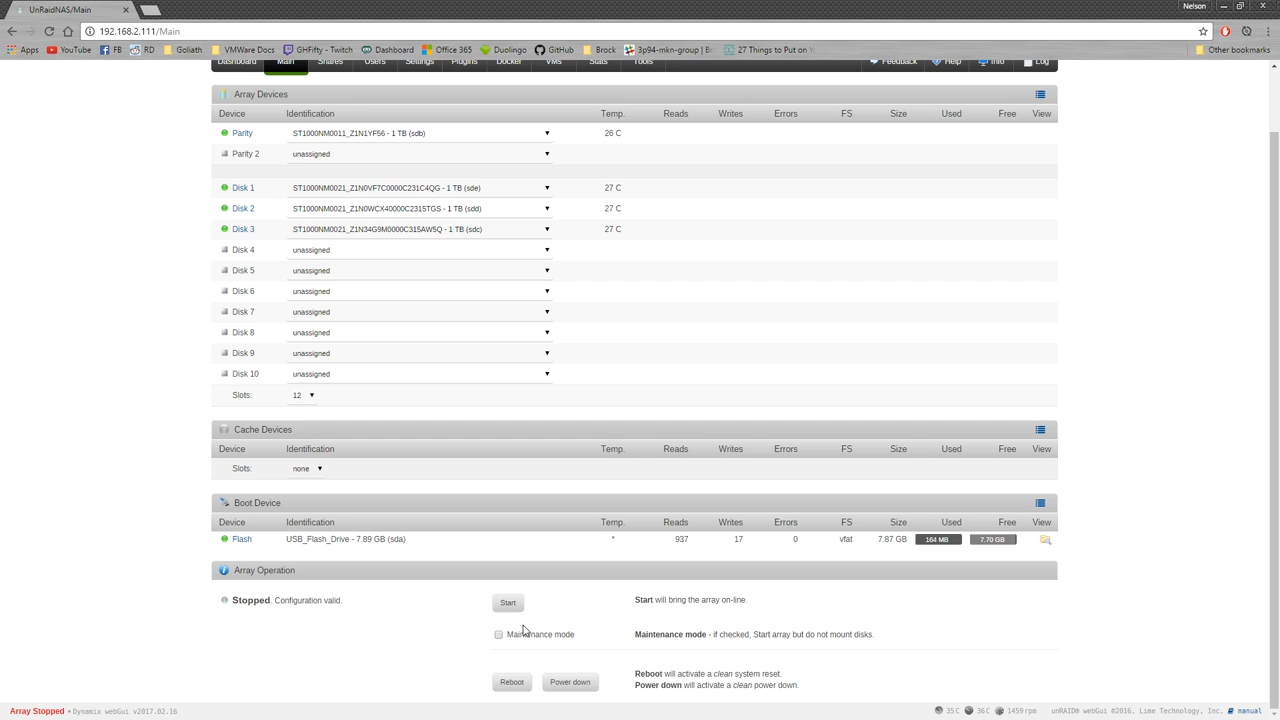 Nelson
UnRaidNAS/Main
192.168.2.111/Main
Apps YouTube FB RD Goliath VMWare Docs GHFifty - Twitch Dashboard Office 365 Duolingo GitHub Brock 3p94-mkn-group | B 27 Things to Put on Other bookmarks
Dashboard Main Shares Users Settings Plugins Docker VMs Stats Tools Feedback Help Info Log
Array Devices
Device Identification Temp. Reads Writes Errors FS Size Used Free View
Parity ST1000NM0011_Z1N1YF56 - 1 TB (sdb) 26 C
Parity 2 unassigned
Disk 1 ST1000NM0021_Z1N0VF7C0000C231C4QG - 1 TB (sde) 27 C
Disk 2 ST1000NM0021_Z1N0WCX40000C2315TGS - 1 TB (sdd) 27 C
Disk 3 ST1000NM0021_Z1N34G9M0000C315AW5Q - 1 TB (sdc) 27 C
Disk 4 unassigned
Disk 5 unassigned
Disk 6 unassigned
Disk 7 unassigned
Disk 8 unassigned
Disk 9 unassigned
Disk 10 unassigned
Slots: 12
Cache Devices
Device Identification Temp. Reads Writes Errors FS Size Used Free View
Slots: none
Boot Device
Device Identification Temp. Reads Writes Errors FS Size Used Free View
Flash USB_Flash_Drive - 7.89 GB (sda) * 937 17 0 vfat 7.87 GB 164 MB 7.70 GB
Array Operation
Stopped. Configuration valid. Start Start will bring the array on-line.
Maintenance mode Maintenance mode - if checked, Start array but do not mount disks.
Reboot Power down Reboot will activate a clean system reset.
Power down will activate a clean power down.
Array Stopped • Dynamix webGui v2017.02.16 35 C 36 C 1459 rpm unRAID® webGui ©2016, Lime Technology, Inc. manual